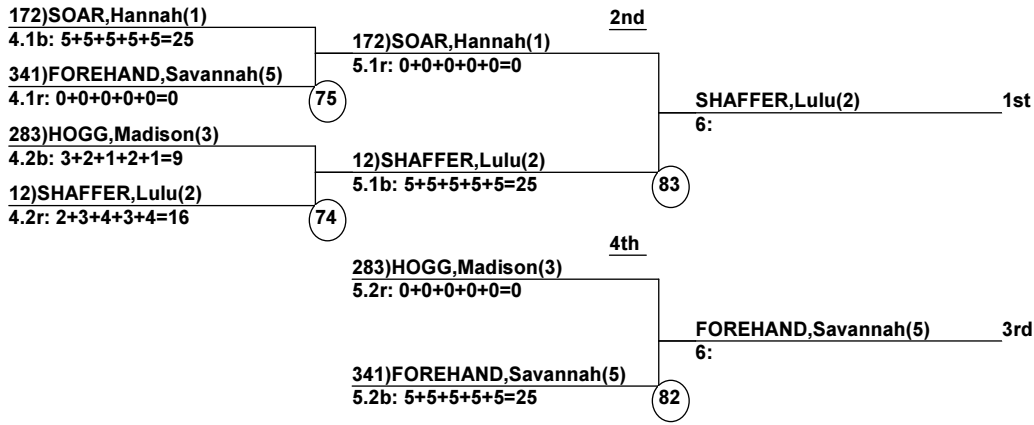 172)SOAR,Hannah(1)
4.1b: 5+5+5+5+5=25
341)FOREHAND,Savannah(5)
4.1r: 0+0+0+0+0=0
75
283)HOGG,Madison(3)
4.2b: 3+2+1+2+1=9
12)SHAFFER,Lulu(2)
4.2r: 2+3+4+3+4=16
74
2nd
172)SOAR,Hannah(1)
5.1r: 0+0+0+0+0=0
12)SHAFFER,Lulu(2)
5.1b: 5+5+5+5+5=25
83
SHAFFER,Lulu(2)
1st
6:
4th
283)HOGG,Madison(3)
5.2r: 0+0+0+0+0=0
341)FOREHAND,Savannah(5)
5.2b: 5+5+5+5+5=25
82
FOREHAND,Savannah(5)
3rd
6: